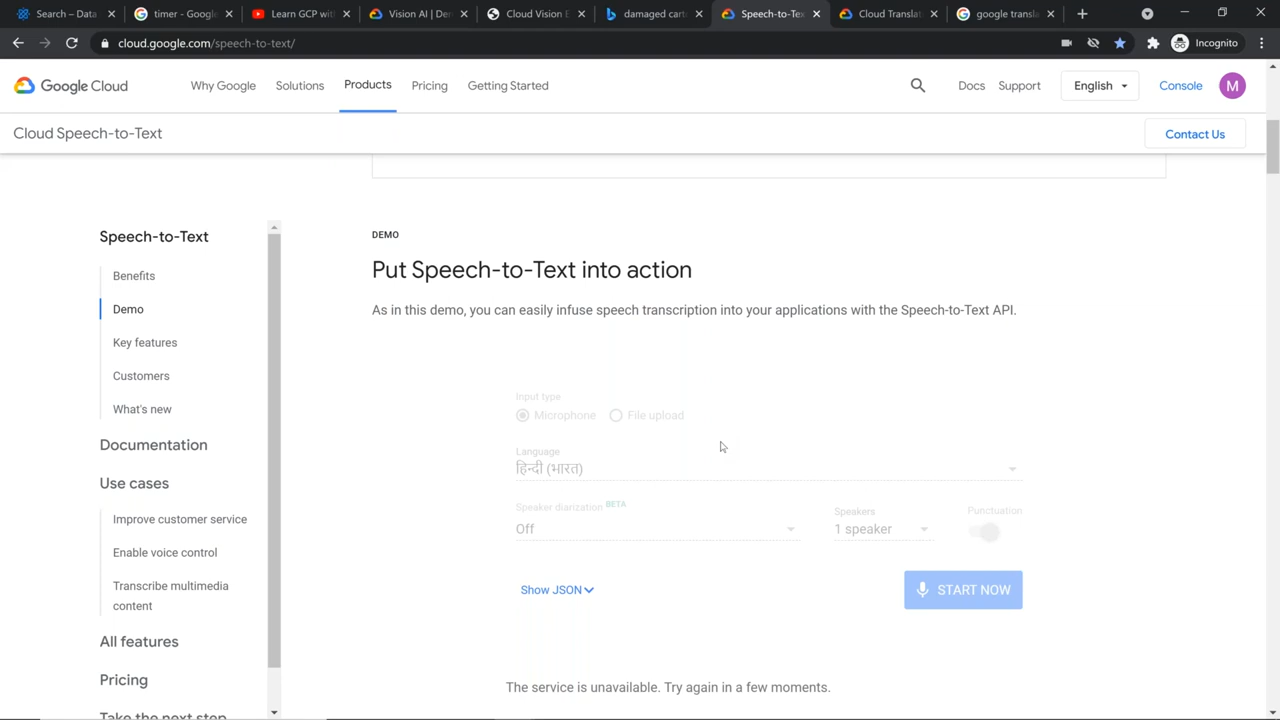 Search – Data
timer - Google
Learn GCP with
Vision AI | Der
Cloud Vision E
damaged cart
Speech-to-Tex
Cloud Translat
google transla
cloud.google.com/speech-to-text/
Incognito
Google Cloud
Why Google
Solutions
Products
Pricing
Getting Started
Docs
Support
English
Console
M
Cloud Speech-to-Text
Contact Us
Speech-to-Text
Benefits
Demo
Key features
Customers
What's new
Documentation
Use cases
Improve customer service
Enable voice control
Transcribe multimedia
content
All features
Pricing
Take the next step
DEMO
Put Speech-to-Text into action
As in this demo, you can easily infuse speech transcription into your applications with the Speech-to-Text API.
Input type
Microphone
File upload
Language
हिन्दी (भारत)
Speaker diarization BETA
Off
Speakers
1 speaker
Punctuation
Show JSON
START NOW
The service is unavailable. Try again in a few moments.